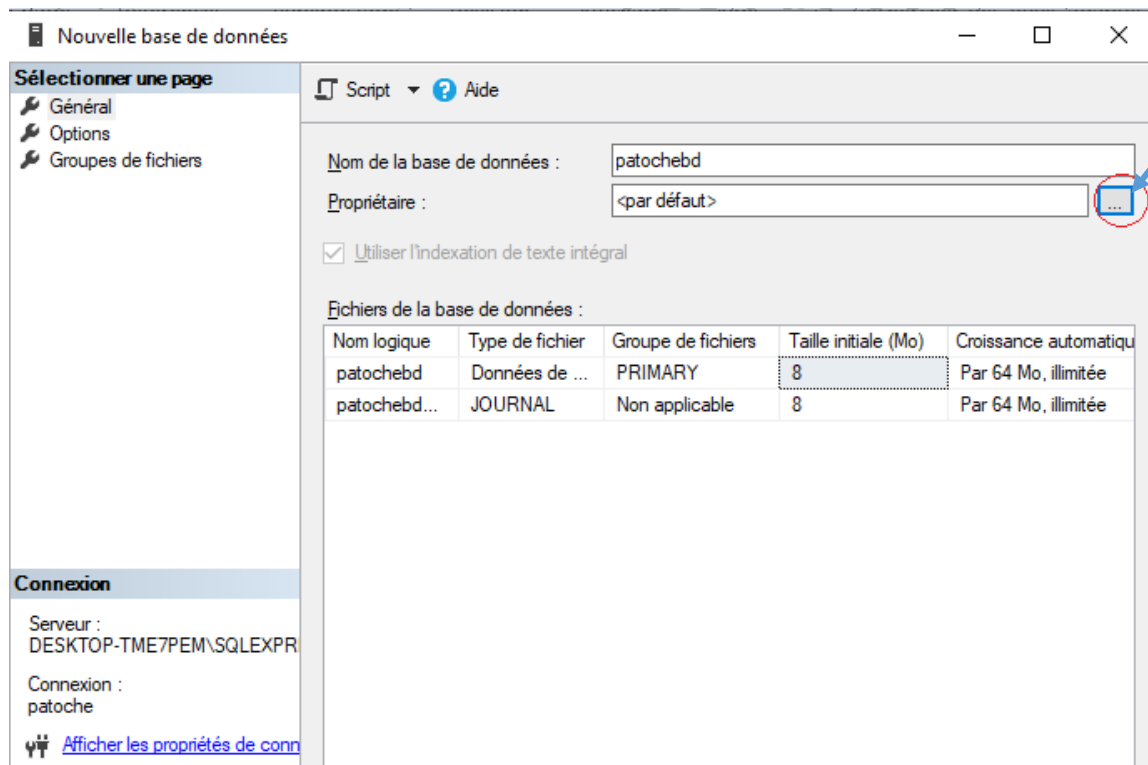 Nouvelle base de données
Sélectionner une page
Général
Options
Groupes de fichiers
Script Aide
Nom de la base de données : patochebd
Propriétaire : <par défaut> ...
Utiliser l'indexation de texte intégral
Fichiers de la base de données :
Nom logique Type de fichier Groupe de fichiers Taille initiale (Mo) Croissance automatiqu
patochebd Données de ... PRIMARY 8 Par 64 Mo, illimitée
patochebd... JOURNAL Non applicable 8 Par 64 Mo, illimitée
Connexion
Serveur :
DESKTOP-TME7PEM\SQLEXPR
Connexion :
patoche
Afficher les propriétés de conn